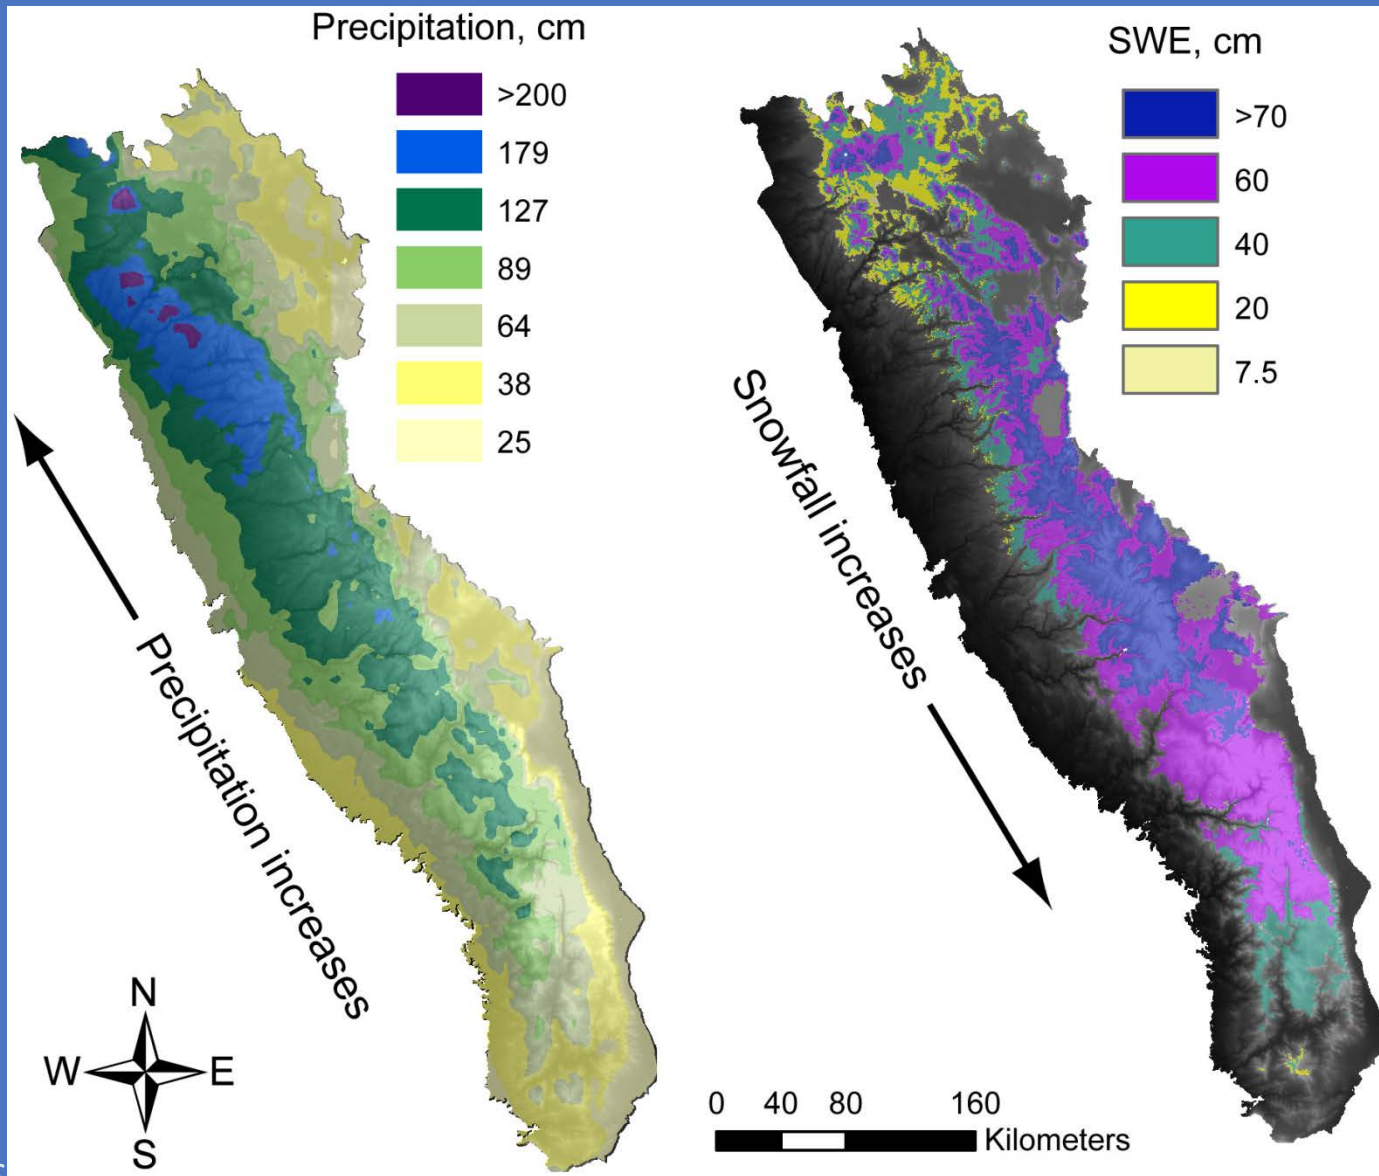 Precipitation, cm
>200
179
127
89
64
38
25
Precipitation increases
N
W
E
S
SWE, cm
>70
60
40
20
7.5
Snowfall increases
0 40 80 160
Kilometers